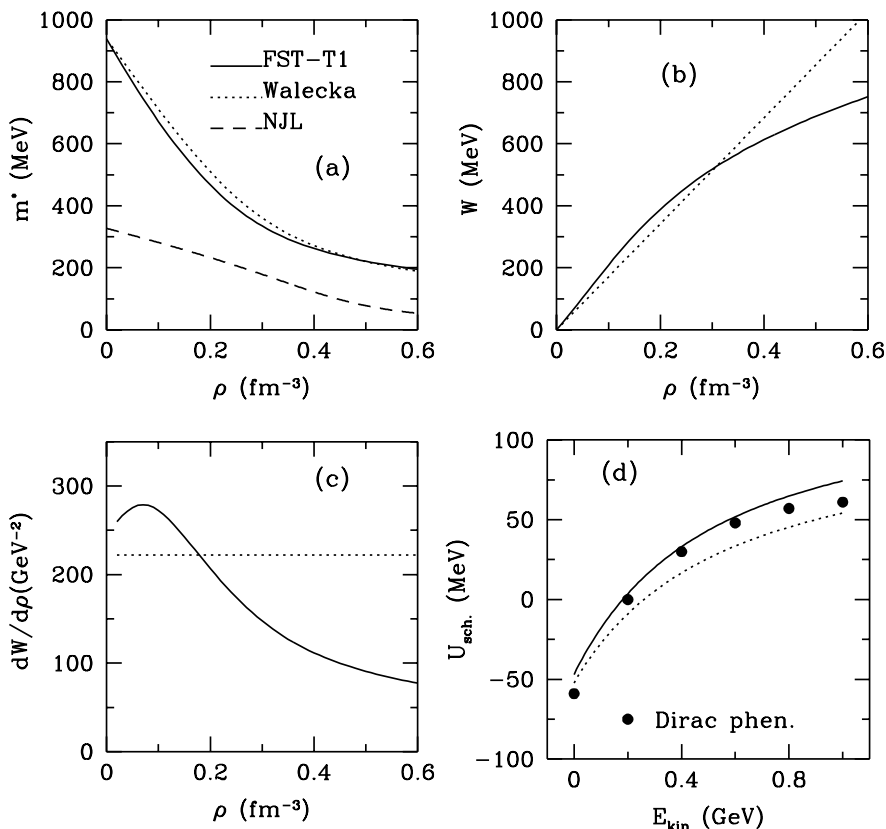 1000
800
600
400
200
0
m* (MeV)
FST−T1
Walecka
NJL
(a)
0 0.2 0.4 0.6
ρ (fm⁻³)
1000
800
600
400
200
0
W (MeV)
(b)
0 0.2 0.4 0.6
ρ (fm⁻³)
300
200
100
0
dW/dρ(GeV⁻²)
(c)
0 0.2 0.4 0.6
ρ (fm⁻³)
100
50
0
−50
−100
U_sch. (MeV)
(d)
Dirac phen.
0 0.4 0.8
E_kin (GeV)